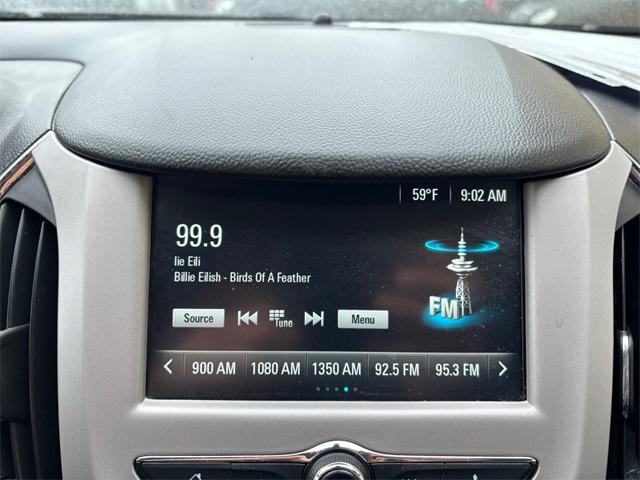 59°F 9:02 AM
99.9
lie Eili
Billie Eilish - Birds Of A Feather
FM
Source Tune Menu
900 AM 1080 AM 1350 AM 92.5 FM 95.3 FM